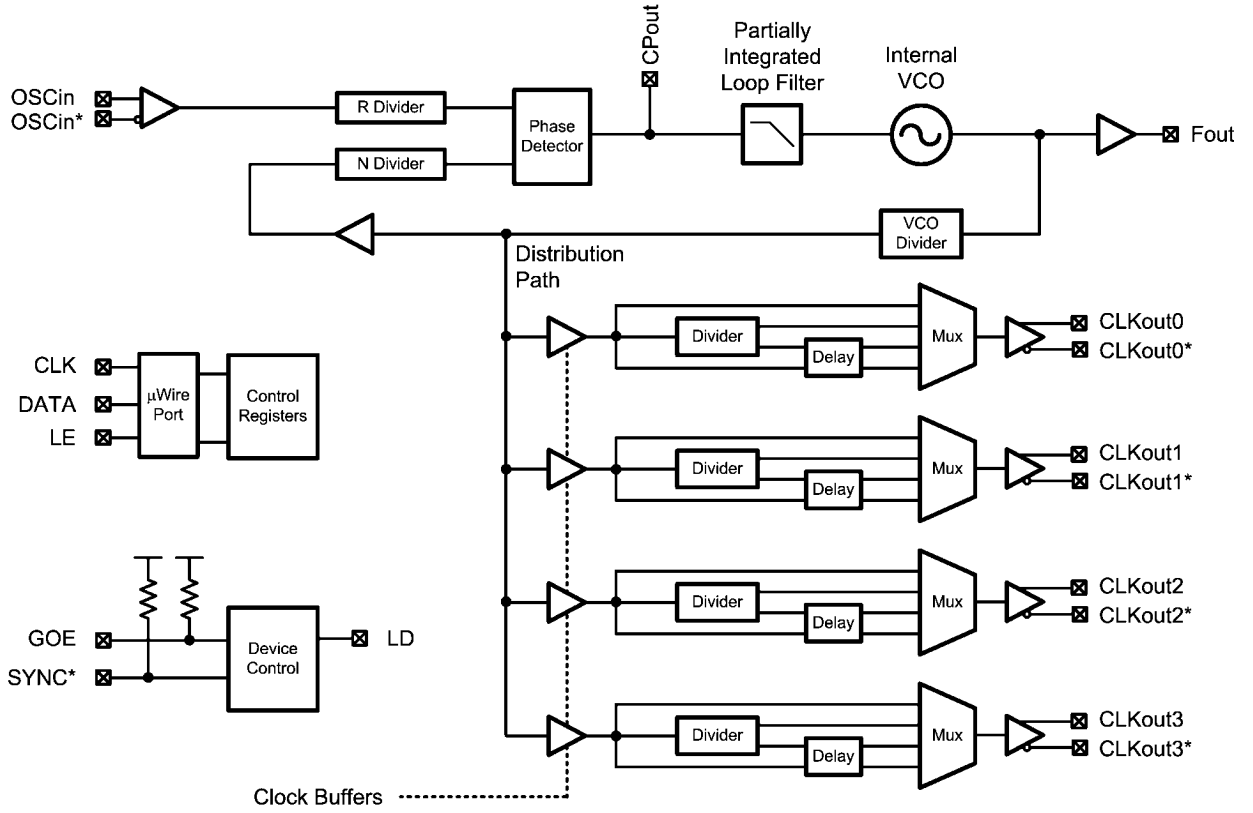 CPout
Partially
Integrated
Loop Filter
Internal
VCO
OSCin
OSCin*
R Divider
N Divider
Phase
Detector
Fout
VCO
Divider
Distribution
Path
Divider
Delay
Mux
CLKout0
CLKout0*
CLK
DATA
LE
μWire
Port
Control
Registers
Divider
Delay
Mux
CLKout1
CLKout1*
Divider
Delay
Mux
CLKout2
CLKout2*
GOE
SYNC*
Device
Control
LD
Divider
Delay
Mux
CLKout3
CLKout3*
Clock Buffers